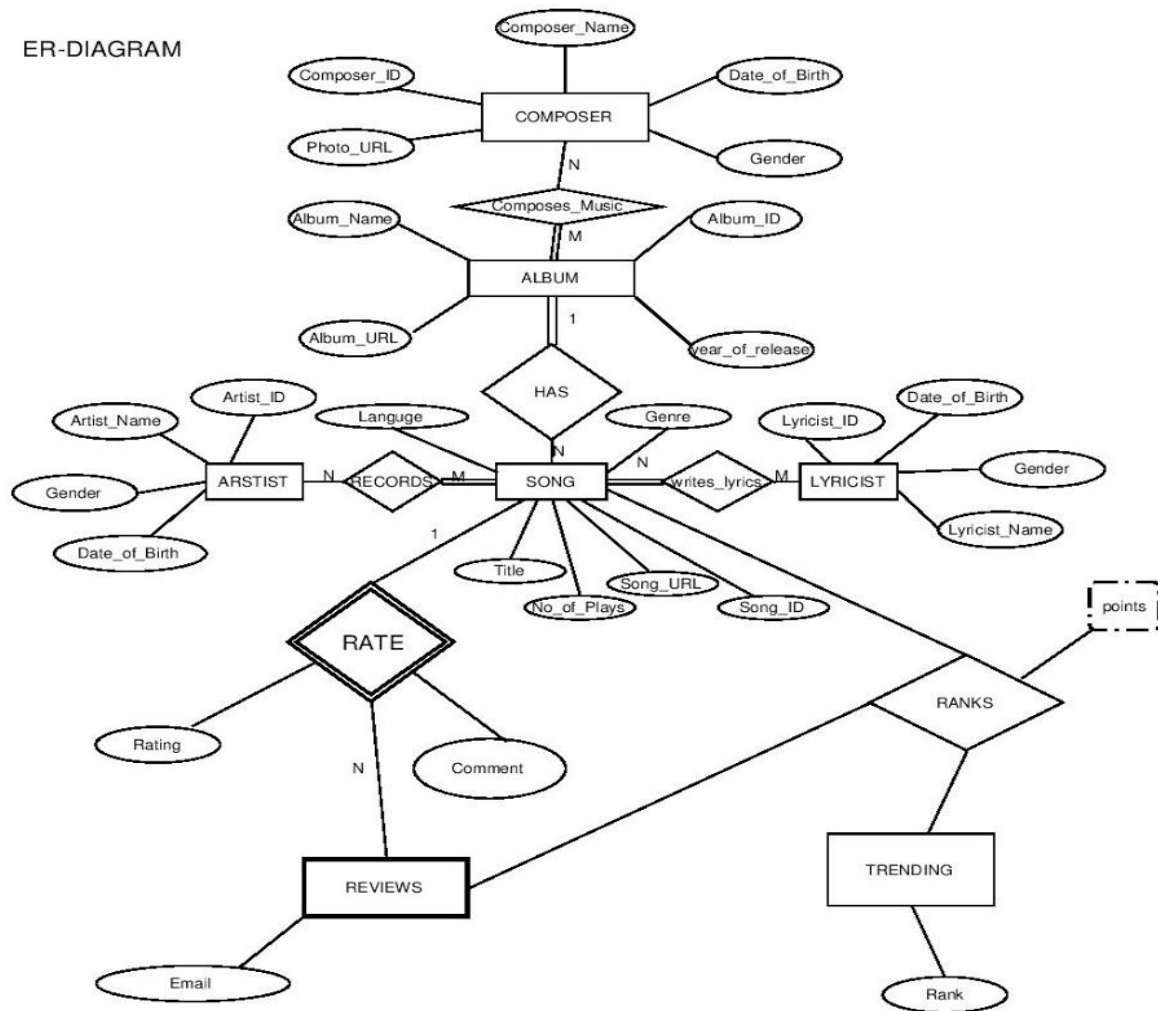 ER-DIAGRAM
Composer_Name
Composer_ID
Date_of_Birth
COMPOSER
Photo_URL
Gender
N
Composes_Music
Album_Name
Album_ID
M
ALBUM
1
Album_URL
year_of_release
HAS
Artist_ID
Artist_Name
Languge
Genre
Lyricist_ID
Date_of_Birth
N
N
ARSTIST
N
RECORDS
M
SONG
writes_lyrics
M
LYRICIST
Gender
Gender
Lyricist_Name
Date_of_Birth
1
Title
Song_URL
No_of_Plays
Song_ID
points
RATE
RANKS
Rating
N
Comment
TRENDING
REVIEWS
Email
Rank